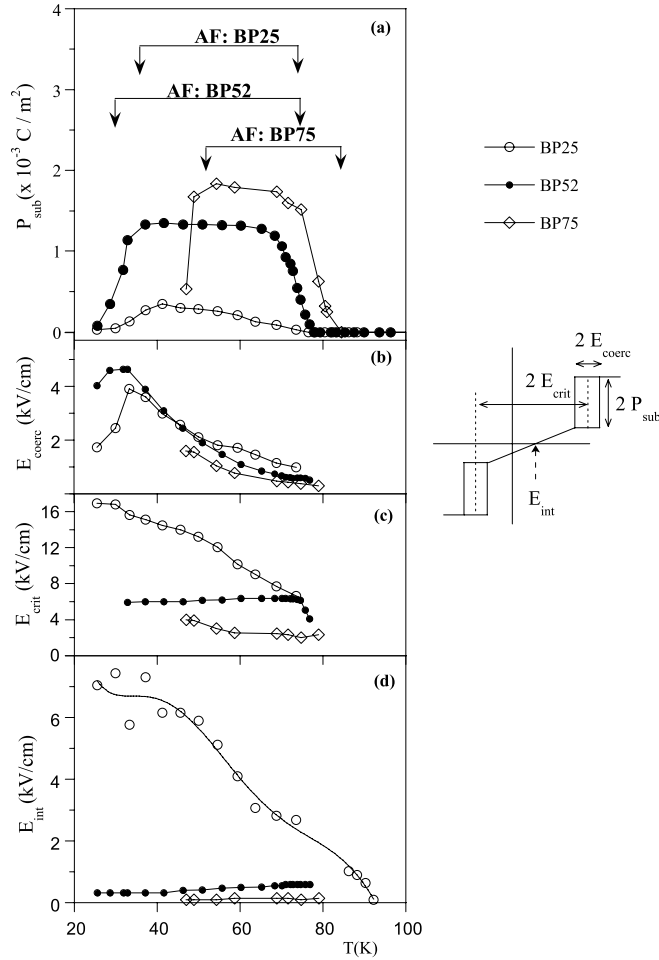 4
(a)
AF: BP25
3
AF: BP52
AF: BP75
2
1
0
P_sub (x 10^-3 C / m^2)
BP25
BP52
BP75
(b)
4
2
E_coerc (kV/cm)
2 E_coerc
2 E_crit
2 P_sub
E_int
(c)
16
12
8
4
0
E_crit (kV/cm)
(d)
6
4
2
0
E_int (kV/cm)
20
40
60
80
100
T(K)